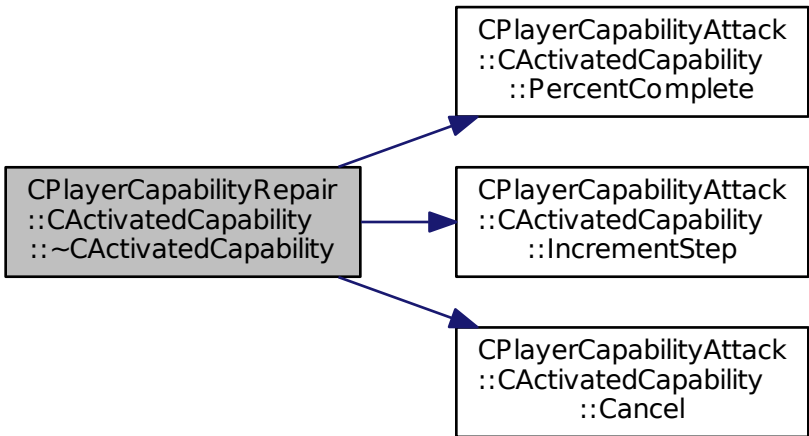 CPlayerCapabilityRepair
::CActivatedCapability
::~CActivatedCapability
CPlayerCapabilityAttack
::CActivatedCapability
::PercentComplete
CPlayerCapabilityAttack
::CActivatedCapability
::IncrementStep
CPlayerCapabilityAttack
::CActivatedCapability
::Cancel